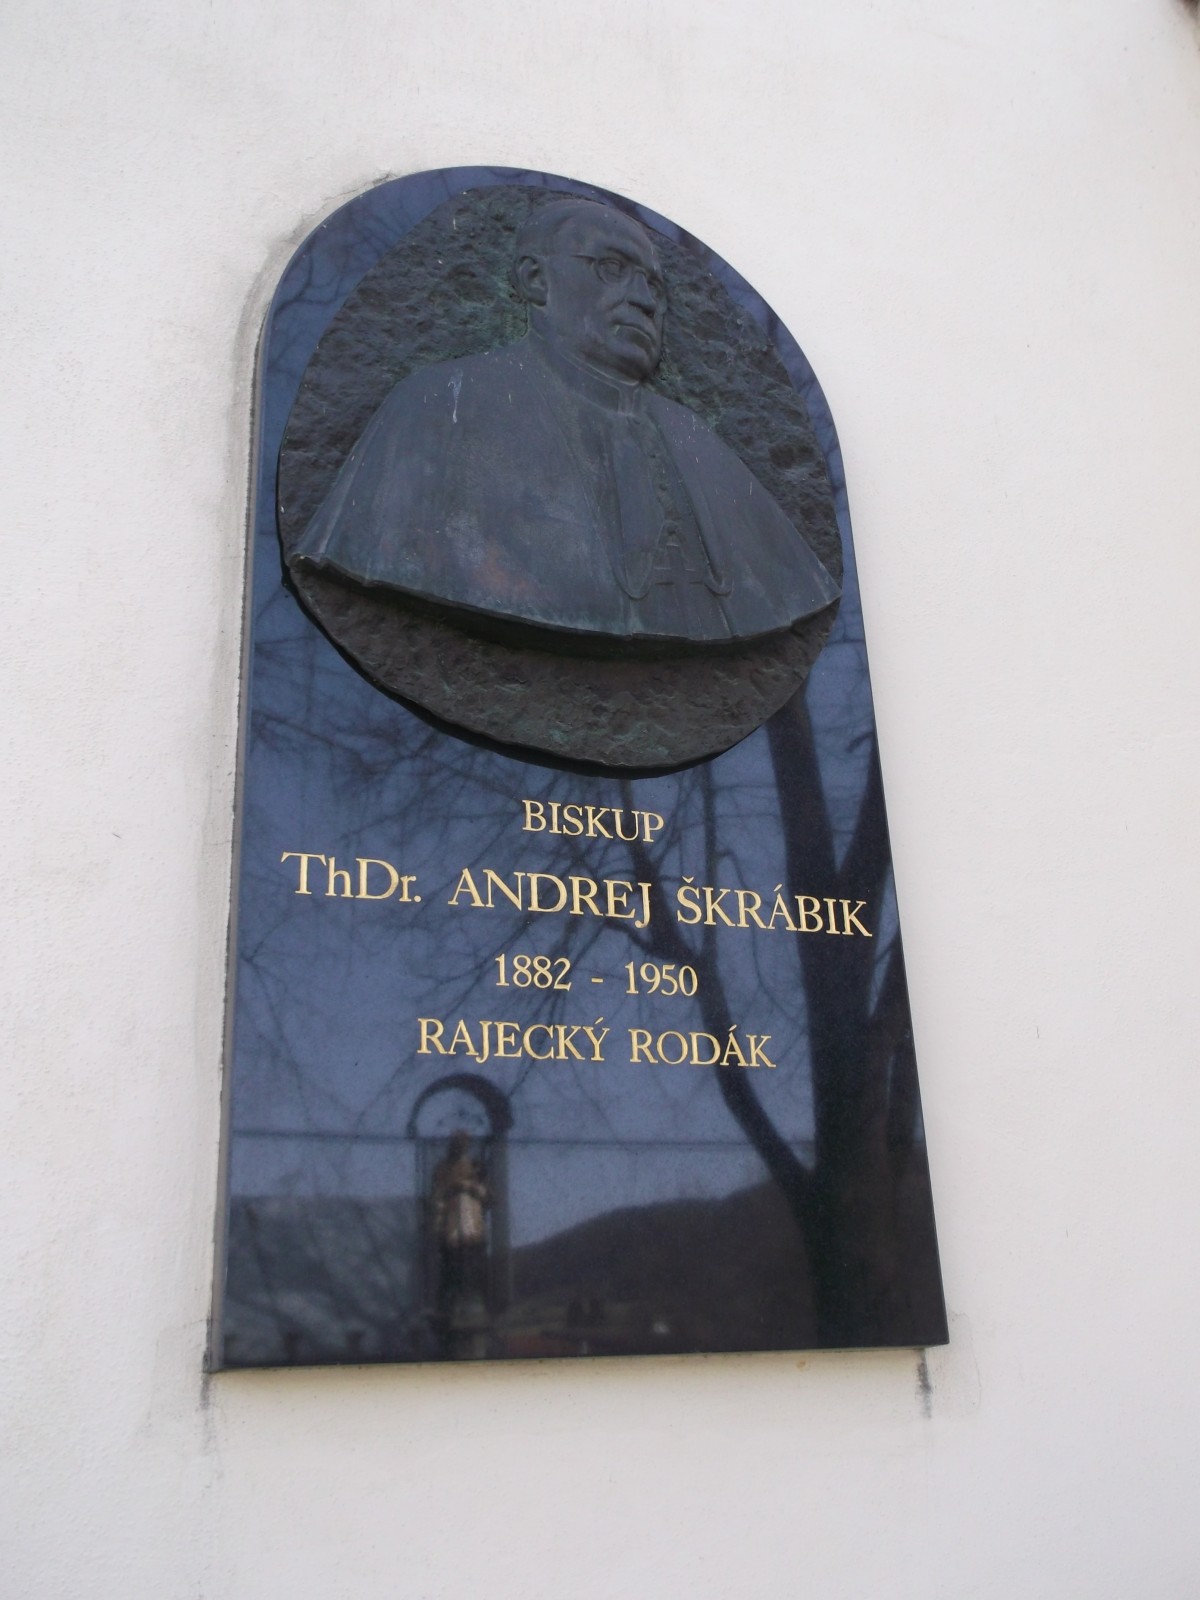 BISKUP
ThDr. ANDREJ ŠKRÁBIK
1882 - 1950
RAJECKÝ RODÁK